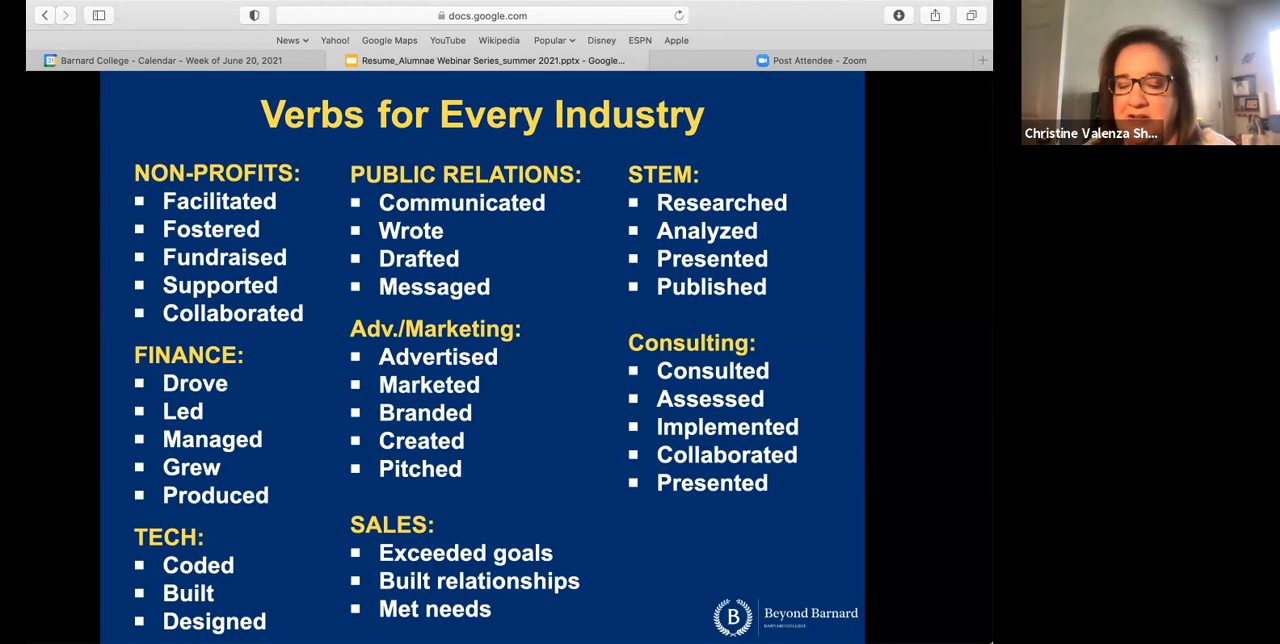 docs.google.com
News Yahoo! Google Maps YouTube Wikipedia Popular Disney ESPN Apple
Barnard College - Calendar - Week of June 20, 2021
Resume_Alumnae Webinar Series_summer 2021.pptx - Google...
Post Attendee - Zoom
Christine Valenza Sh...
Verbs for Every Industry
NON-PROFITS:
Facilitated
Fostered
Fundraised
Supported
Collaborated
FINANCE:
Drove
Led
Managed
Grew
Produced
TECH:
Coded
Built
Designed
PUBLIC RELATIONS:
Communicated
Wrote
Drafted
Messaged
Adv./Marketing:
Advertised
Marketed
Branded
Created
Pitched
SALES:
Exceeded goals
Built relationships
Met needs
STEM:
Researched
Analyzed
Presented
Published
Consulting:
Consulted
Assessed
Implemented
Collaborated
Presented
B
Beyond Barnard
BARNARD COLLEGE